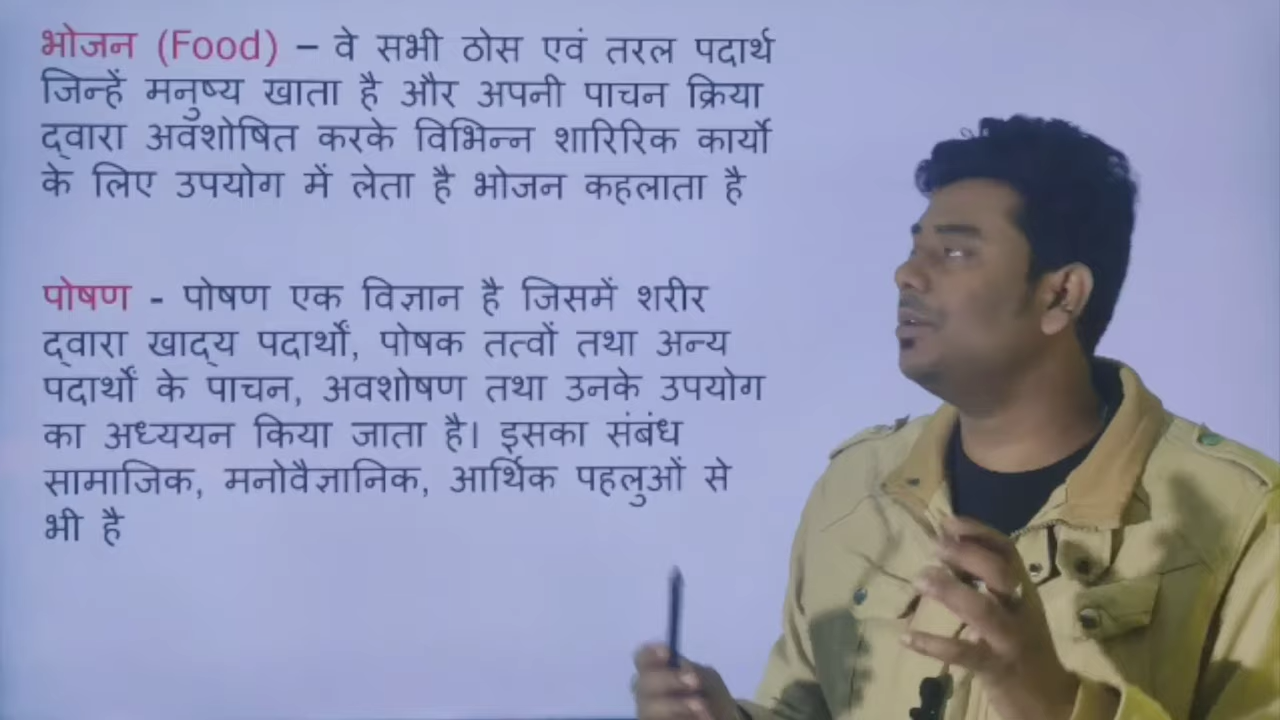 भोजन (Food) – वे सभी ठोस एवं तरल पदार्थ
जिन्हें मनुष्य खाता है और अपनी पाचन क्रिया
द्वारा अवशोषित करके विभिन्न शारिरिक कार्यो
के लिए उपयोग में लेता है भोजन कहलाता है
पोषण - पोषण एक विज्ञान है जिसमें शरीर
द्वारा खाद्य पदार्थों, पोषक तत्वों तथा अन्य
पदार्थों के पाचन, अवशोषण तथा उनके उपयोग
का अध्ययन किया जाता है। इसका संबंध
सामाजिक, मनोवैज्ञानिक, आर्थिक पहलुओं से
भी है